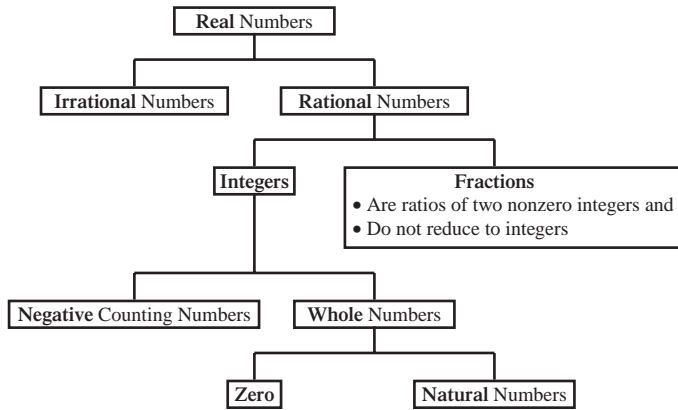 Real Numbers
Irrational Numbers
Rational Numbers
Integers
Fractions
• Are ratios of two nonzero integers and
• Do not reduce to integers
Negative Counting Numbers
Whole Numbers
Zero
Natural Numbers